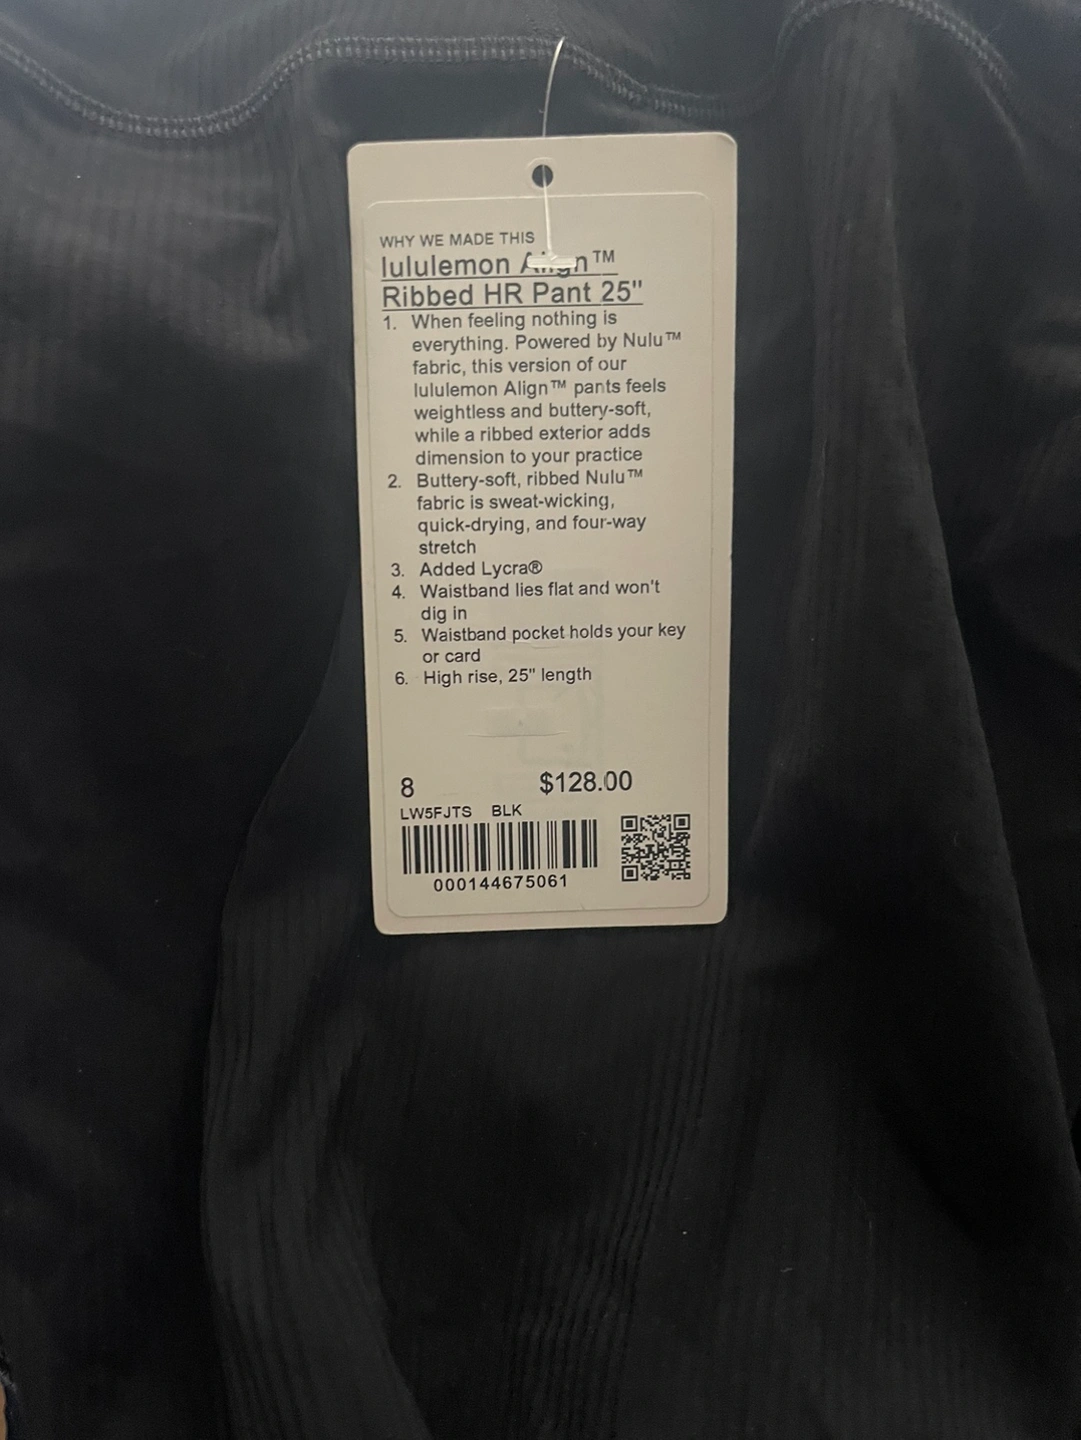 WHY WE MADE THIS
lululemon Align™
Ribbed HR Pant 25"
1. When feeling nothing is
everything. Powered by Nulu™
fabric, this version of our
lululemon Align™ pants feels
weightless and buttery-soft,
while a ribbed exterior adds
dimension to your practice
2. Buttery-soft, ribbed Nulu™
fabric is sweat-wicking,
quick-drying, and four-way
stretch
3. Added Lycra®
4. Waistband lies flat and won't
dig in
5. Waistband pocket holds your key
or card
6. High rise, 25" length
8 $128.00
LW5FJTS BLK
000144675061